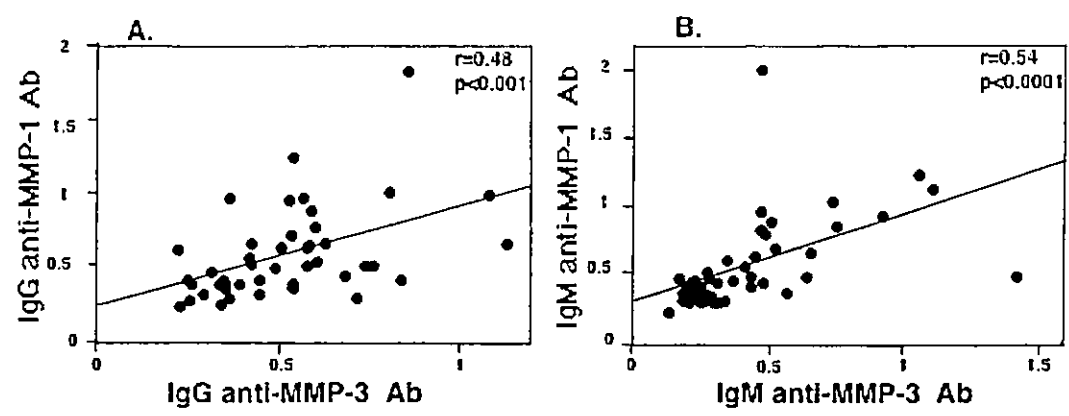 A.
r=0.48
p<0.001
2
1.5
1
0.5
0
0
0.5
1
IgG anti-MMP-1 Ab
IgG anti-MMP-3 Ab
B.
r=0.54
p<0.0001
2
1.5
1
0.5
0
0
0.5
1
1.5
IgM anti-MMP-1 Ab
IgM anti-MMP-3 Ab